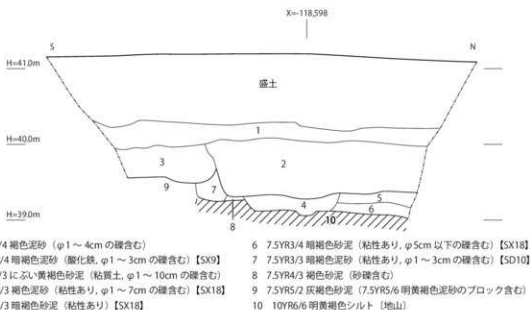 X=-118,598
S
N
H=41.0m
盛土
1
H=40.0m
3
2
9
7
5
4
6
H=39.0m
8
10
/4 褐色泥砂（φ1～4cm の礫含む）
/4 暗褐色泥砂（酸化鉄, φ1～3cm の礫含む）【SX9】
/3 にぶい黄褐色砂泥（粘質土, φ1～10cm の礫含む）
/3 褐色泥砂（粘性あり, φ1～7cm の礫含む）【SX18】
/3 暗褐色砂泥（粘性あり）【SX18】
6 7.5YR3/4 暗褐色砂泥（粘性あり, φ5cm 以下の礫含む）【SX18】
7 7.5YR3/3 暗褐色砂泥（粘性あり, φ1～3cm の礫含む）【SD10】
8 7.5YR4/3 褐色泥砂（砂礫含む）
9 7.5YR5/2 灰褐色砂泥（7.5YR5/6 明黄褐色泥砂のブロック含む）
10 10YR6/6 明黄褐色シルト〔地山〕